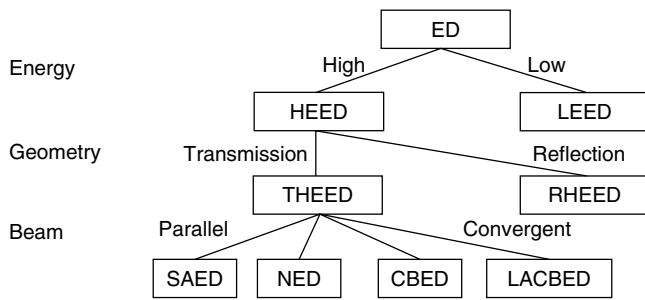 ED
Energy
High
Low
HEED
LEED
Geometry
Transmission
Reflection
THEED
RHEED
Beam
Parallel
Convergent
SAED
NED
CBED
LACBED